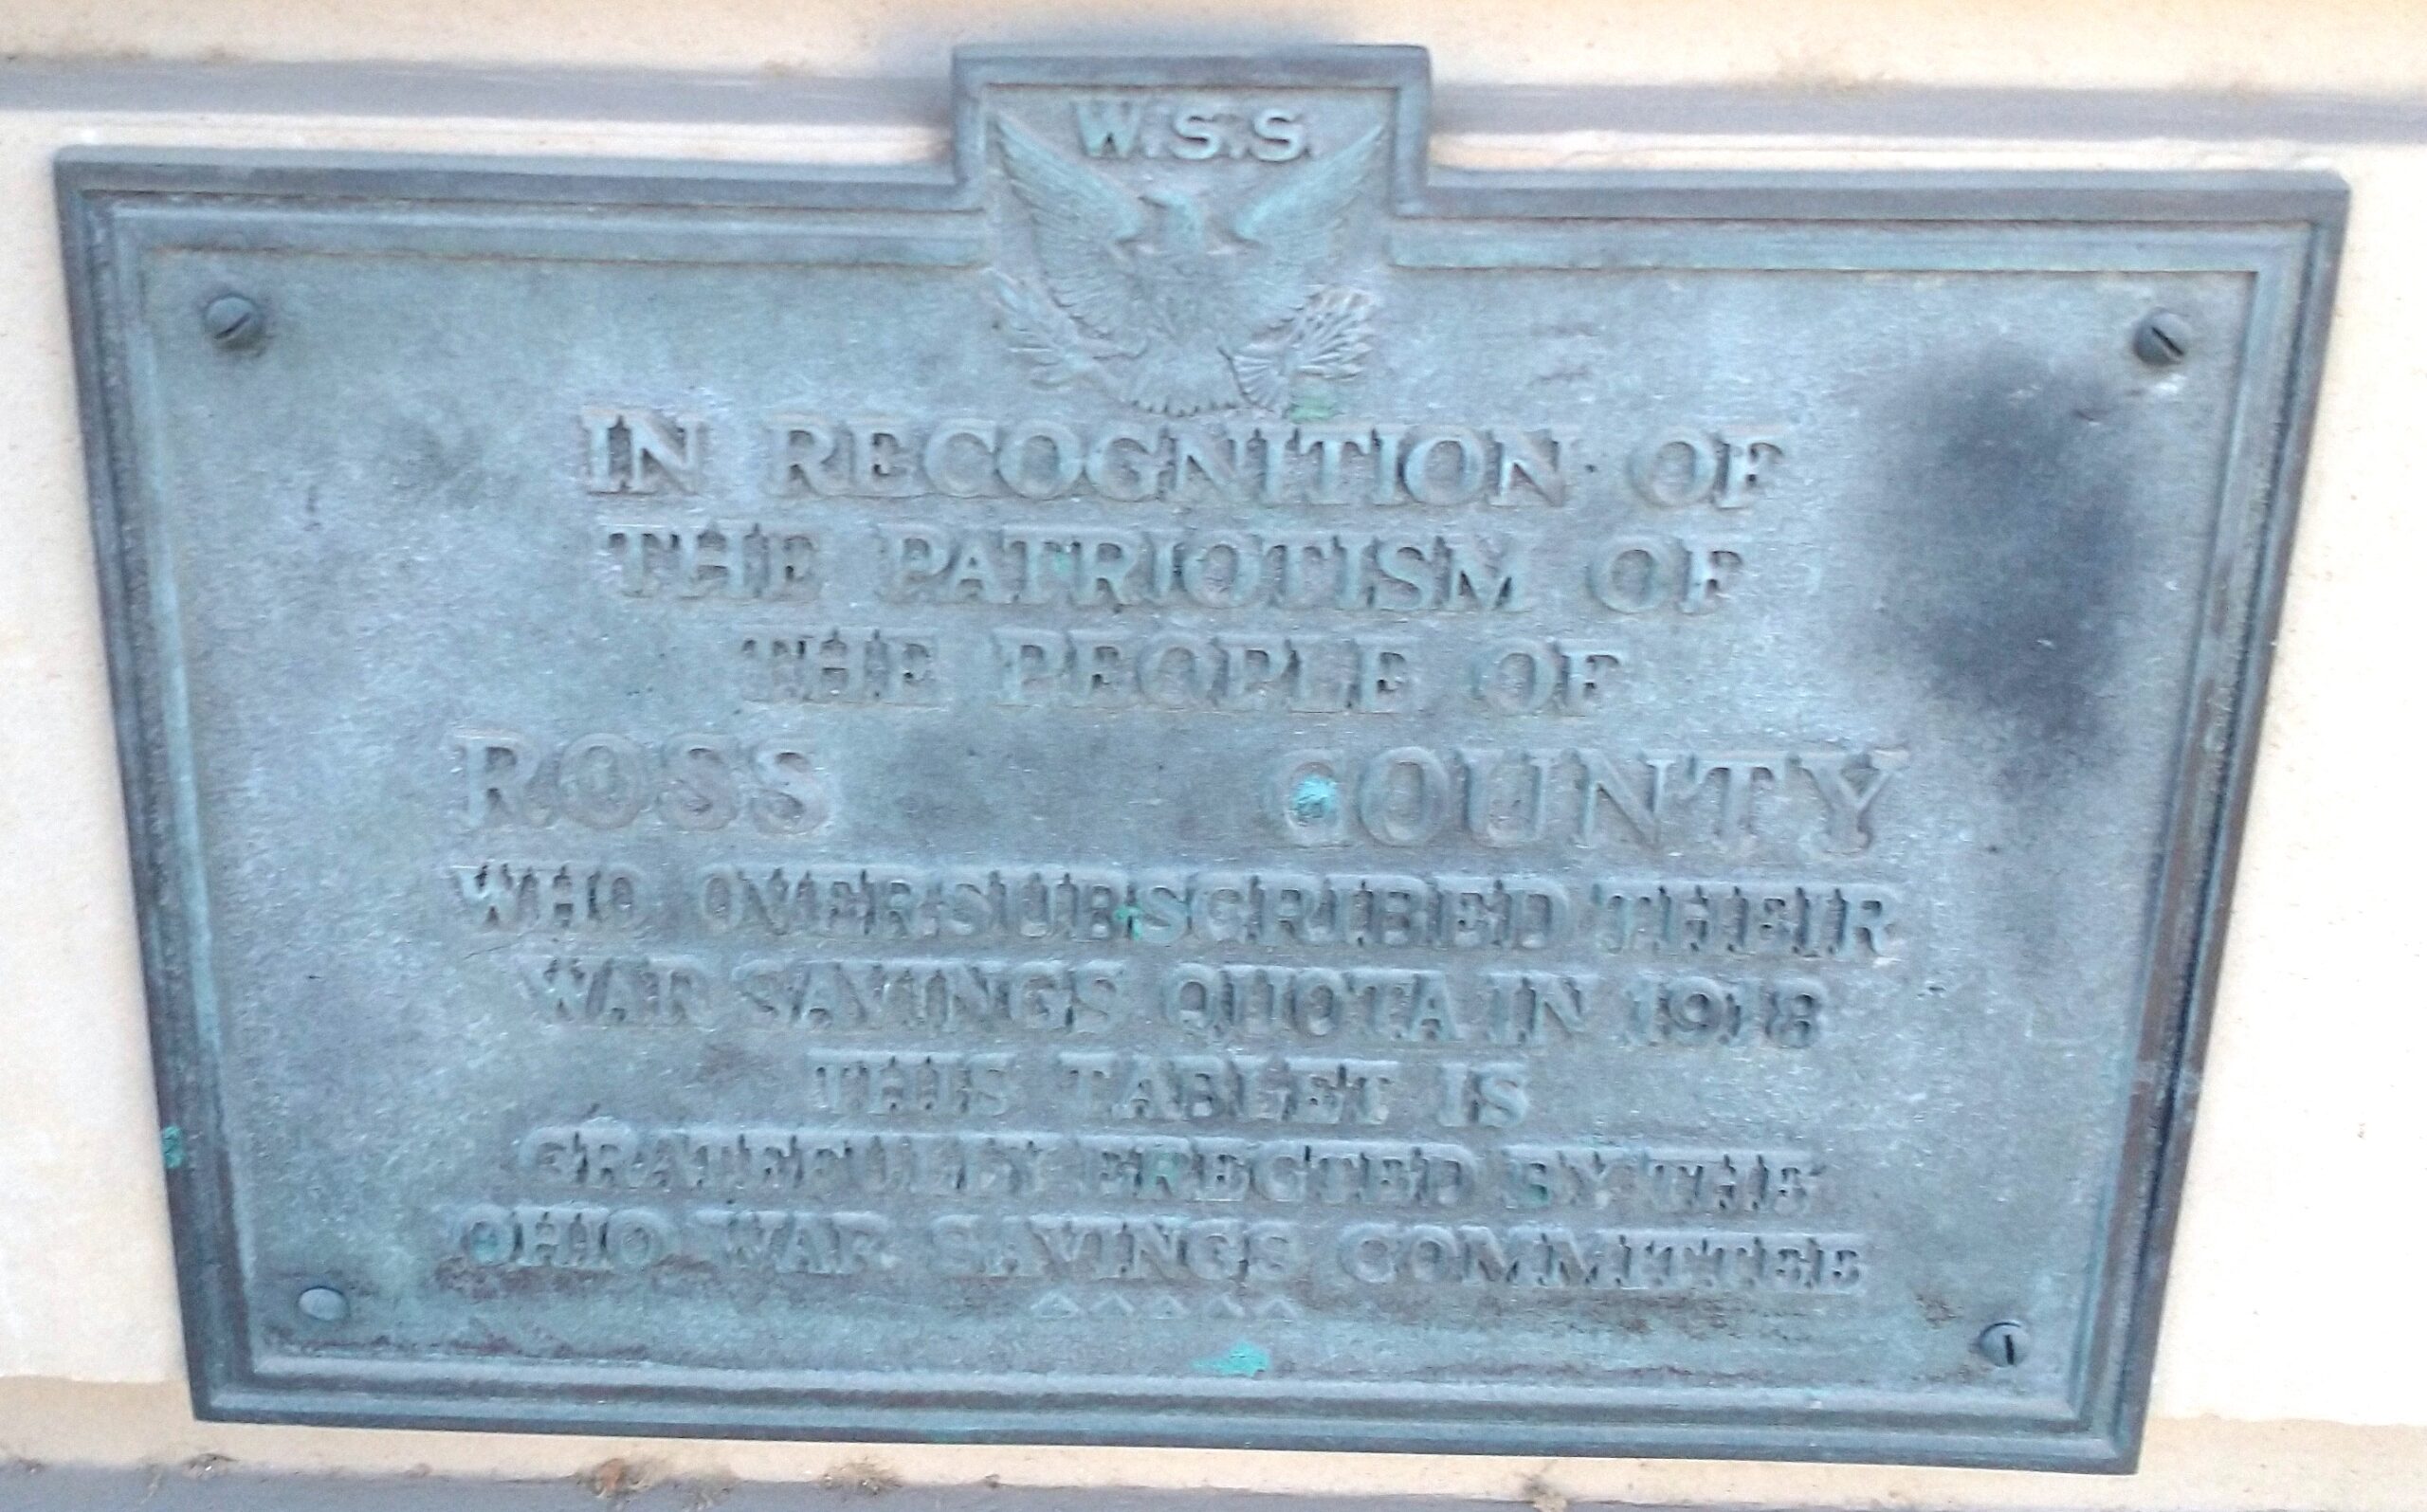 W.S.S.
IN RECOGNITION OF
THE PATRIOTISM OF
THE PEOPLE OF
ROSS COUNTY
WHO OVERSUBSCRIBED THEIR
WAR SAVINGS QUOTA IN 1918
THIS TABLET IS
GRATEFULLY ERECTED BY THE
OHIO WAR SAVINGS COMMITTEE